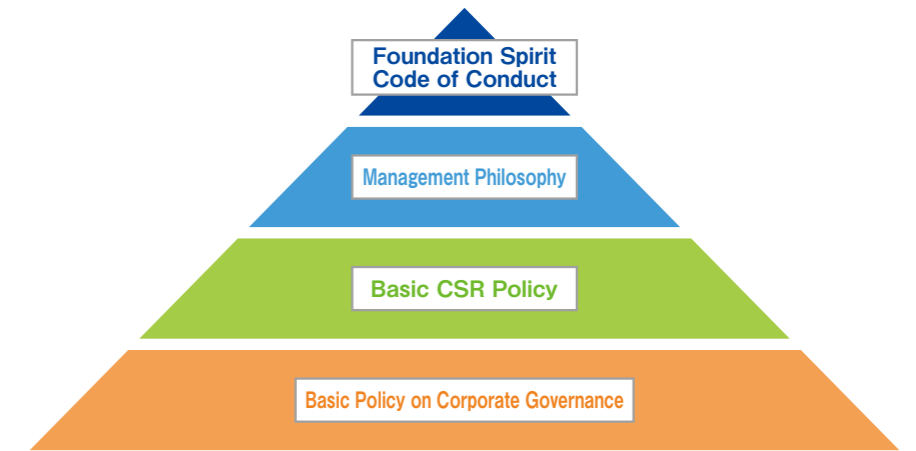 Foundation Spirit
Code of Conduct
Management Philosophy
Basic CSR Policy
Basic Policy on Corporate Governance